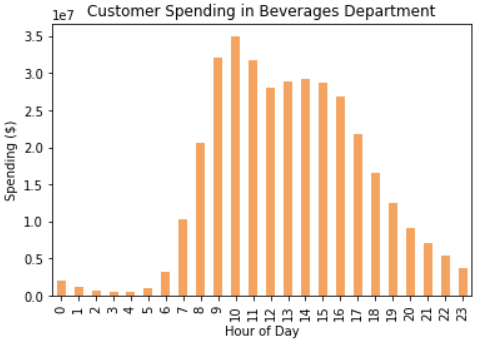 Customer Spending in Beverages Department
1e7
3.5
3.0
2.5
2.0
1.5
1.0
0.5
0.0
Spending ($)
0 1 2 3 4 5 6 7 8 9 10 11 12 13 14 15 16 17 18 19 20 21 22 23
Hour of Day